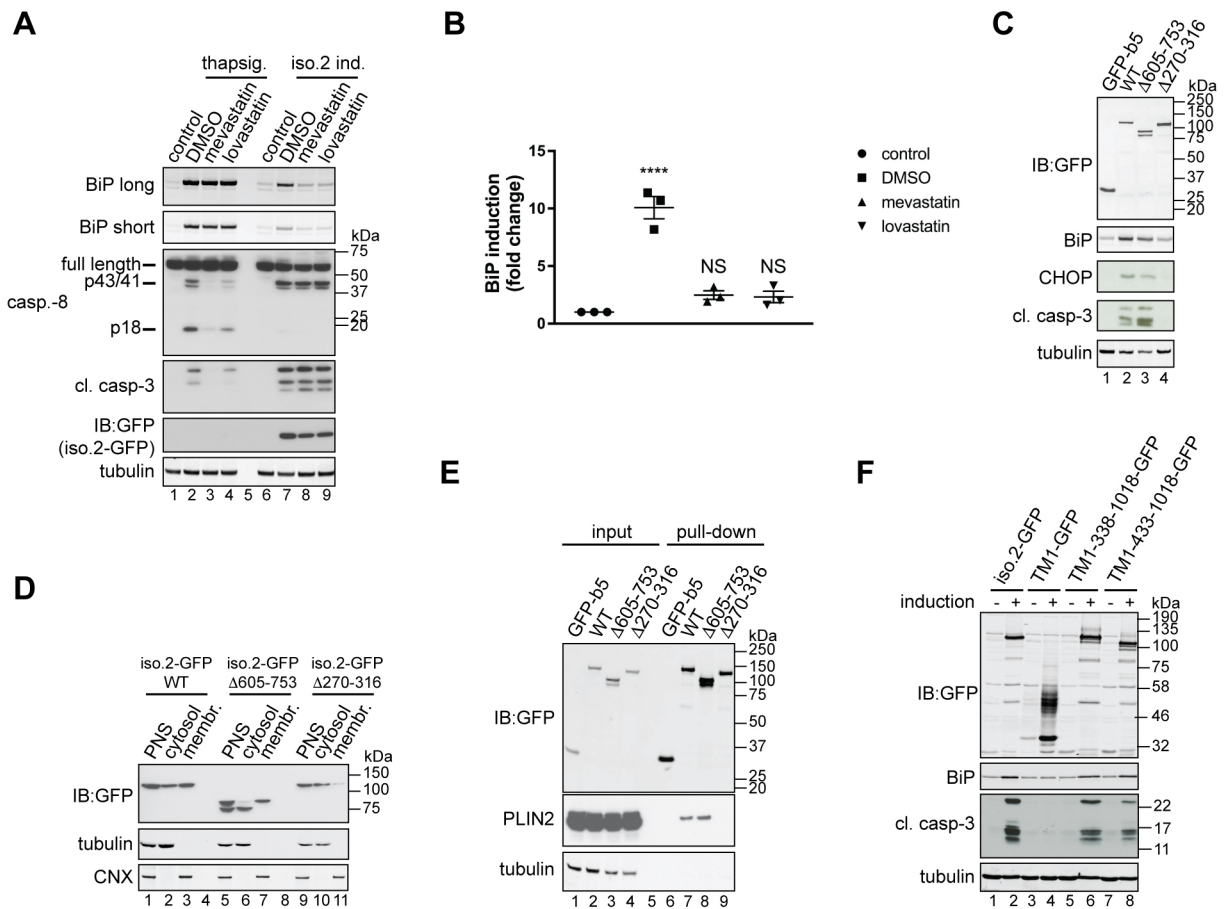 A
thapsig. iso.2 ind.
control DMSO mevastatin lovastatin control DMSO mevastatin lovastatin
BiP long
BiP short
kDa
casp.-8
full length 75
50
p43/41 37
25
p18 20
cl. casp-3
IB:GFP
(iso.2-GFP)
tubulin
1 2 3 4 5 6 7 8 9
B
BiP induction
(fold change)
15
10
5
0
****
NS NS
control
DMSO
mevastatin
lovastatin
C
GFP-b5 WT Δ605-753 Δ270-316
kDa
250
150
100
75
50
37
25
20
IB:GFP
BiP
CHOP
cl. casp-3
tubulin
1 2 3 4
D
iso.2-GFP iso.2-GFP iso.2-GFP
WT Δ605-753 Δ270-316
PNS cytosol membr. PNS cytosol membr. PNS cytosol membr.
kDa
150
100
75
IB:GFP
tubulin
CNX
1 2 3 4 5 6 7 8 9 10 11
E
input pull-down
GFP-b5 WT Δ605-753 Δ270-316 GFP-b5 WT Δ605-753 Δ270-316
kDa
250
150
100
75
50
37
25
20
IB:GFP
PLIN2
tubulin
1 2 3 4 5 6 7 8 9
F
iso.2-GFP TM1-GFP TM1-338-1018-GFP TM1-433-1018-GFP
induction - + - + - + - + kDa
190
135
100
75
58
46
32
IB:GFP
BiP
cl. casp-3
22
17
11
tubulin
1 2 3 4 5 6 7 8